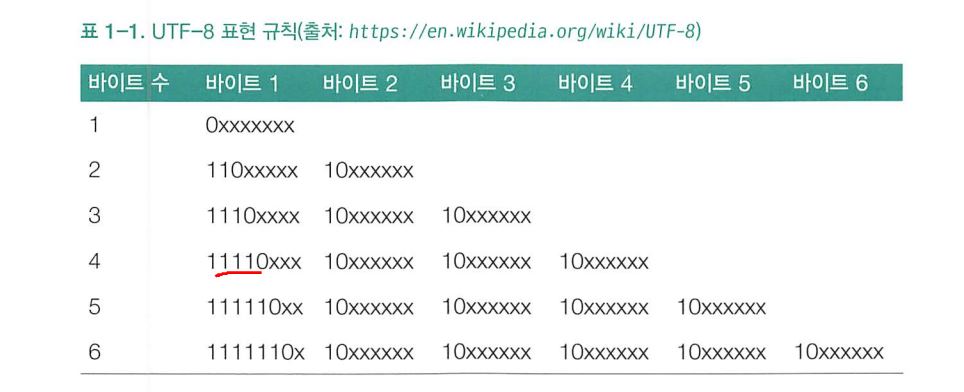 표 1-1. UTF-8 표현 규칙(출처: https://en.wikipedia.org/wiki/UTF-8)
바이트 수 바이트 1 바이트 2 바이트 3 바이트 4 바이트 5 바이트 6
1 0xxxxxxx
2 110xxxxx 10xxxxxx
3 1110xxxx 10xxxxxx 10xxxxxx
4 11110xxx 10xxxxxx 10xxxxxx 10xxxxxx
5 111110xx 10xxxxxx 10xxxxxx 10xxxxxx 10xxxxxx
6 1111110x 10xxxxxx 10xxxxxx 10xxxxxx 10xxxxxx 10xxxxxx